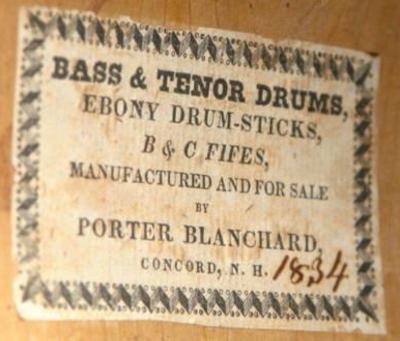 BASS & TENOR DRUMS,
EBONY DRUM-STICKS,
B & C FIFES,
MANUFACTURED AND FOR SALE
BY
PORTER BLANCHARD,
CONCORD, N. H. 1834